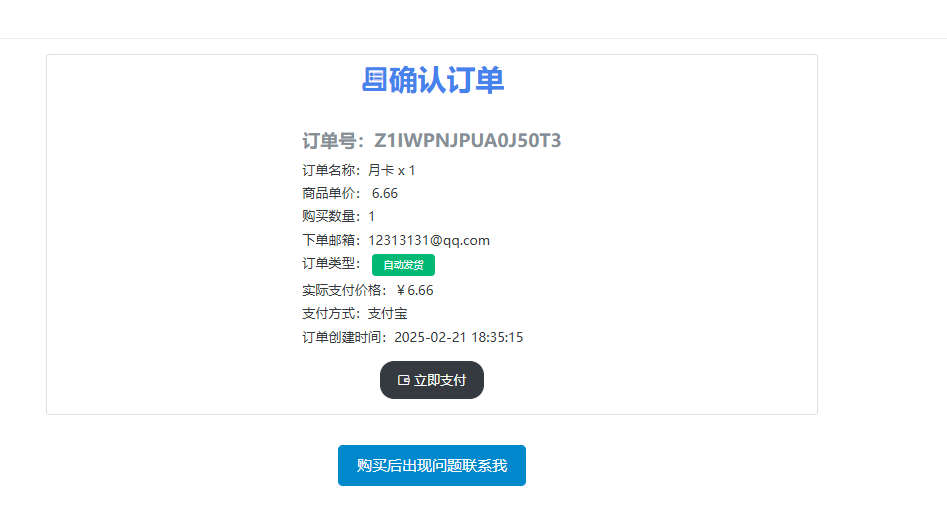 确认订单
订单号：Z1IWPNJPUA0J50T3
订单名称：月卡 x 1
商品单价： 6.66
购买数量：1
下单邮箱：12313131@qq.com
订单类型： 自动发货
实际支付价格：￥6.66
支付方式：支付宝
订单创建时间：2025-02-21 18:35:15
立即支付
购买后出现问题联系我